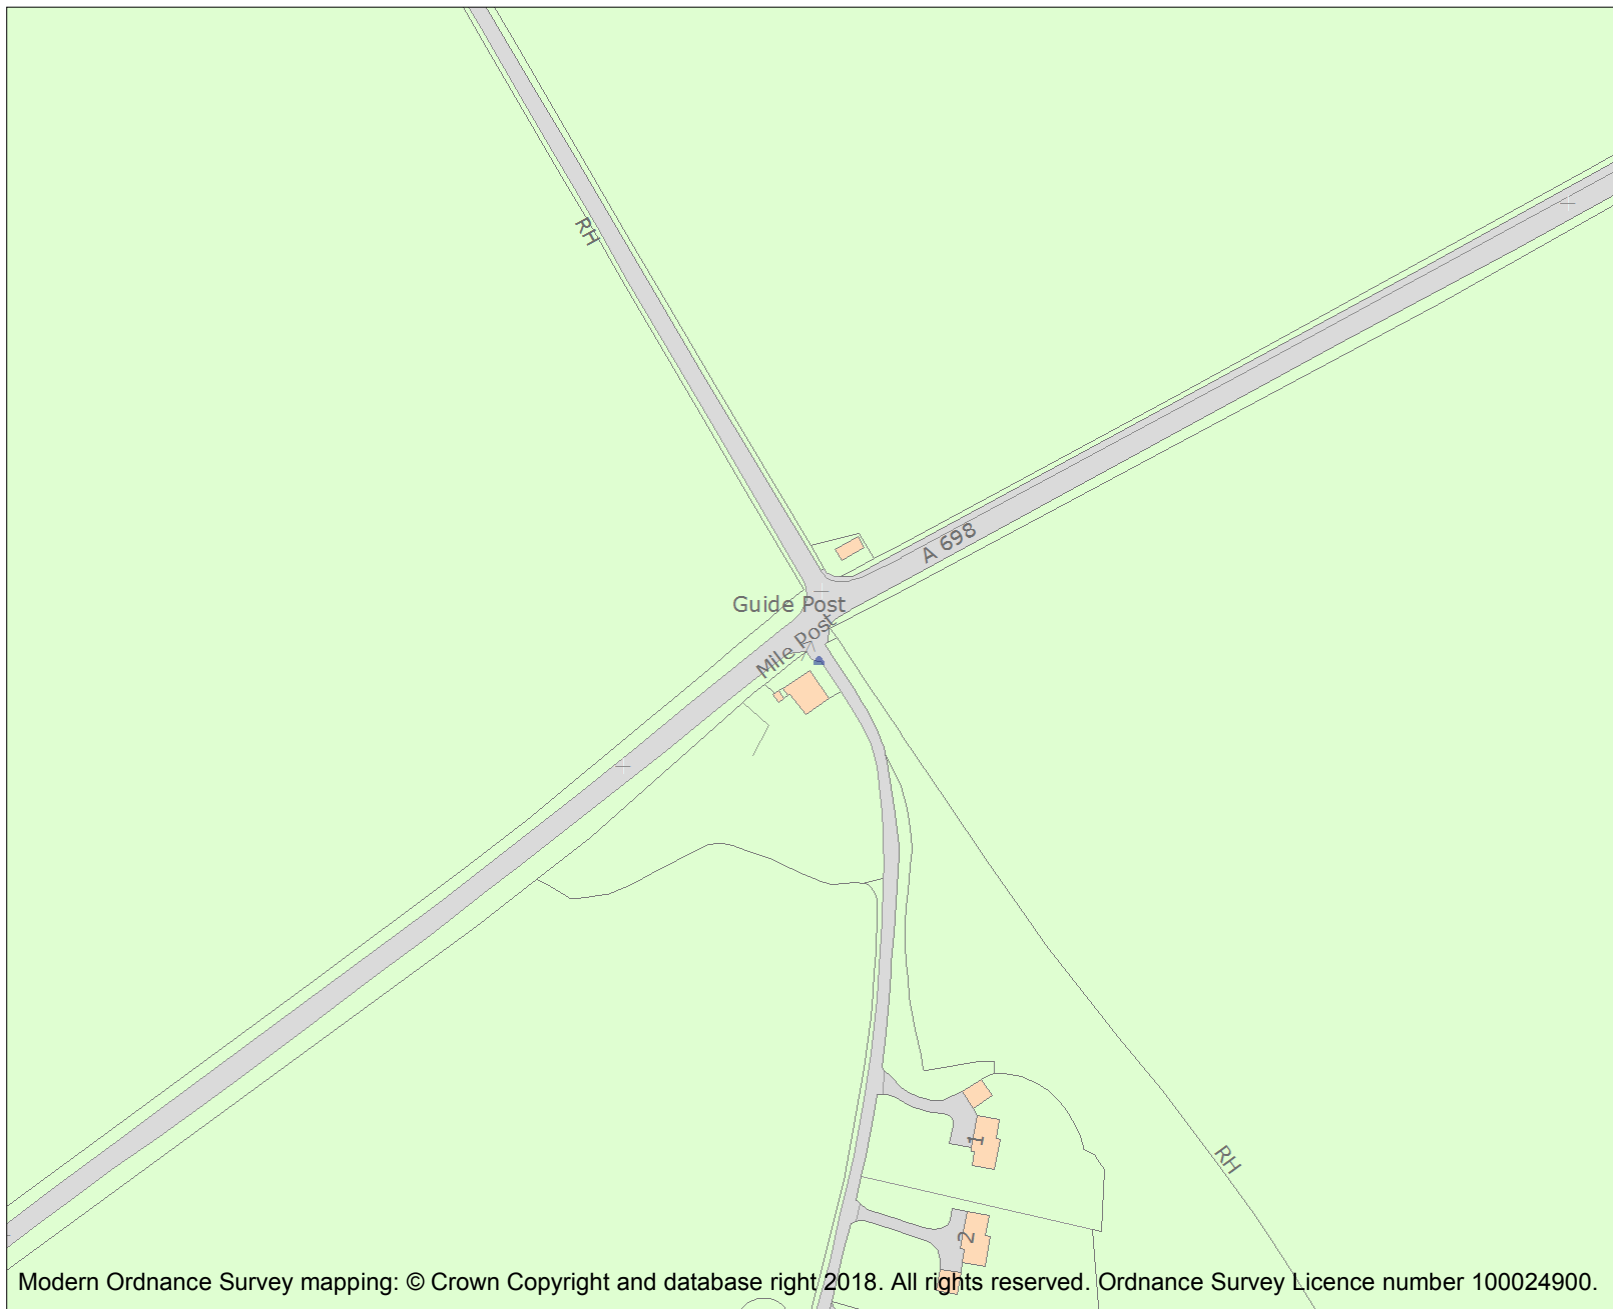 RH
A 698
Guide Post
Mile Post
1
RH
2
Modern Ordnance Survey mapping: © Crown Copyright and database right 2018. All rights reserved. Ordnance Survey Licence number 100024900.